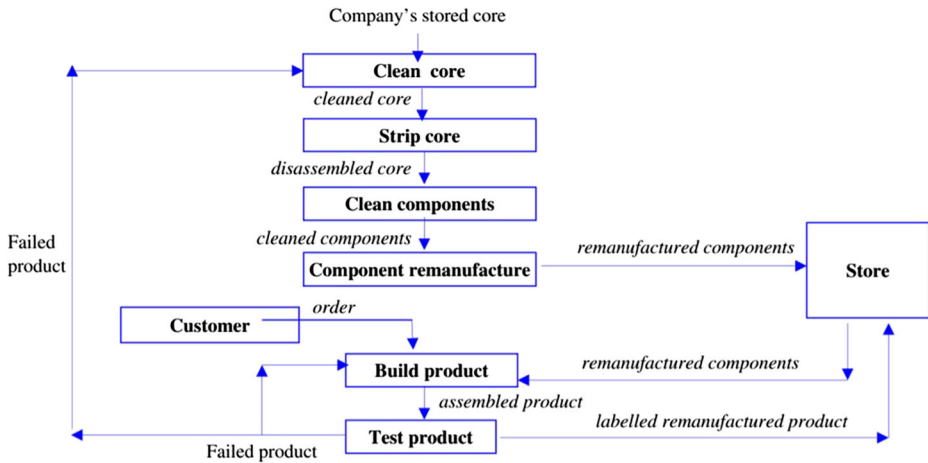 Company's stored core
Clean core
cleaned core
Strip core
disassembled core
Clean components
cleaned components
Component remanufacture
remanufactured components
Store
Failed
product
Customer
order
Build product
remanufactured components
assembled product
labelled remanufactured product
Test product
Failed product